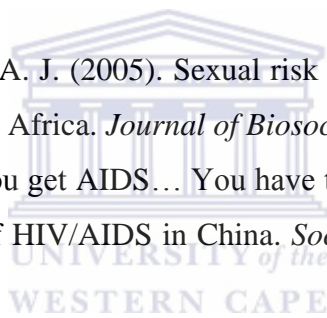 A. J. (2005). Sexual risk
Africa. Journal of Biosoc
ou get AIDS… You have t
f HIV/AIDS in China. Soc
UNIVERSITY of the
WESTERN CAPE